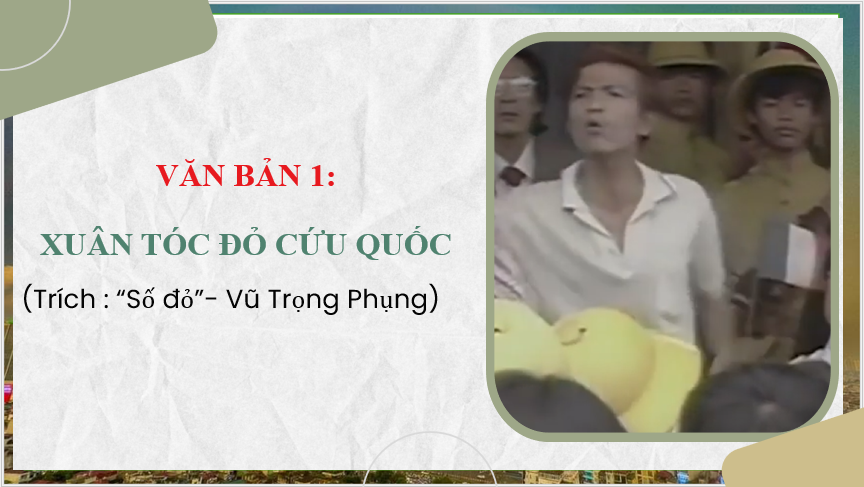 VĂN BẢN 1:
XUÂN TÓC ĐỎ CỨU QUỐC
(Trích : “Số đỏ”- Vũ Trọng Phụng)